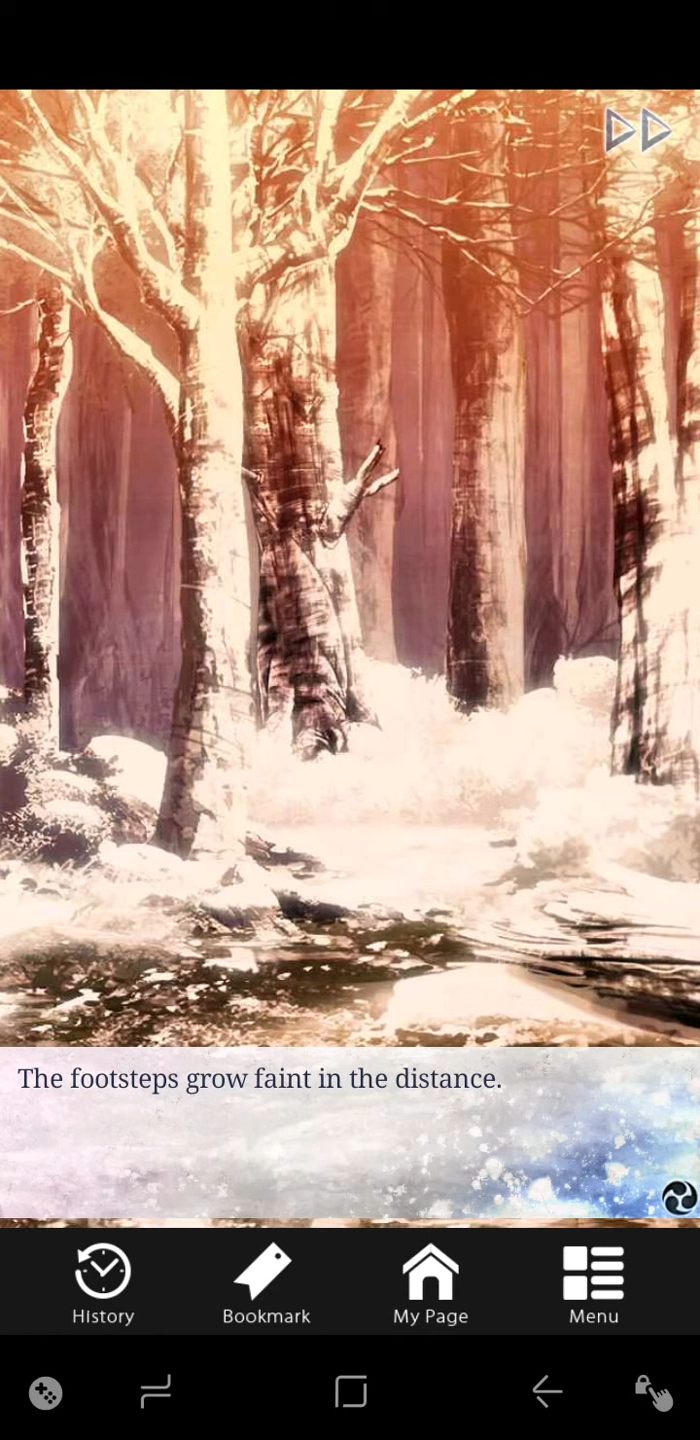 The footsteps grow faint in the distance.
History
Bookmark
My Page
Menu